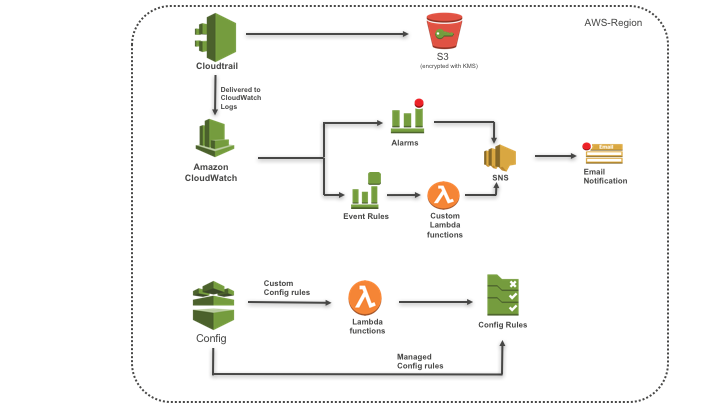 AWS-Region
Cloudtrail
S3
(encrypted with KMS)
Delivered to
CloudWatch
Logs
Alarms
Amazon
CloudWatch
Email
SNS
Email
Notification
Event Rules
Custom
Lambda
functions
Custom
Config rules
Config
Lambda
functions
Config Rules
Managed
Config rules